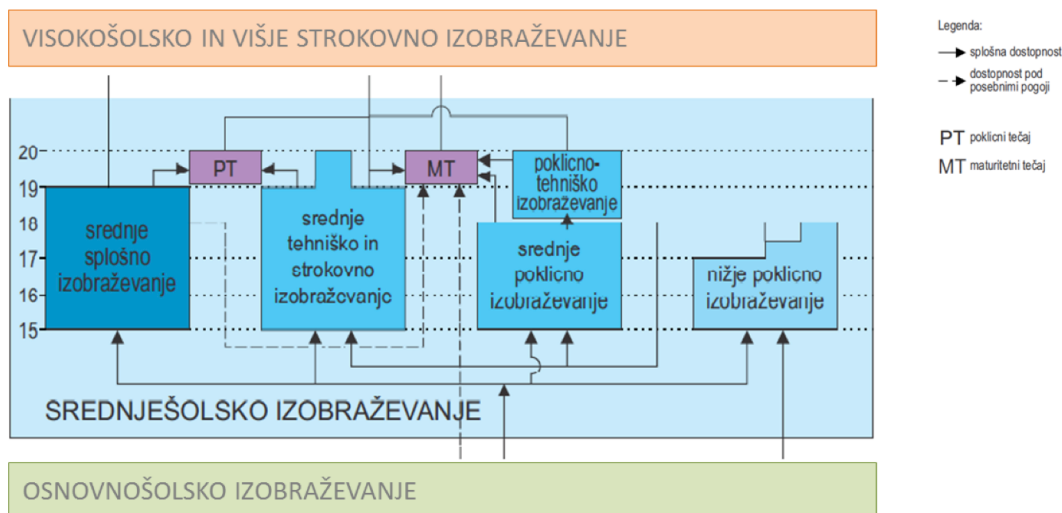 VISOKOŠOLSKO IN VIŠJE STROKOVNO IZOBRAŽEVANJE
Legenda:
splošna dostopnost
dostopnost pod
posebnimi pogoji
PT poklicni tečaj
MT maturitetni tečaj
20
19
18
17
16
15
PT
MT
poklicno-
tehniško
izobraževanje
srednje
splošno
izobraževanje
srednje
tehniško in
strokovno
izobraževanje
srednje
poklicno
izobraževanje
nižje poklicno
izobraževanje
SREDNJEŠOLSKO IZOBRAŽEVANJE
OSNOVNOŠOLSKO IZOBRAŽEVANJE